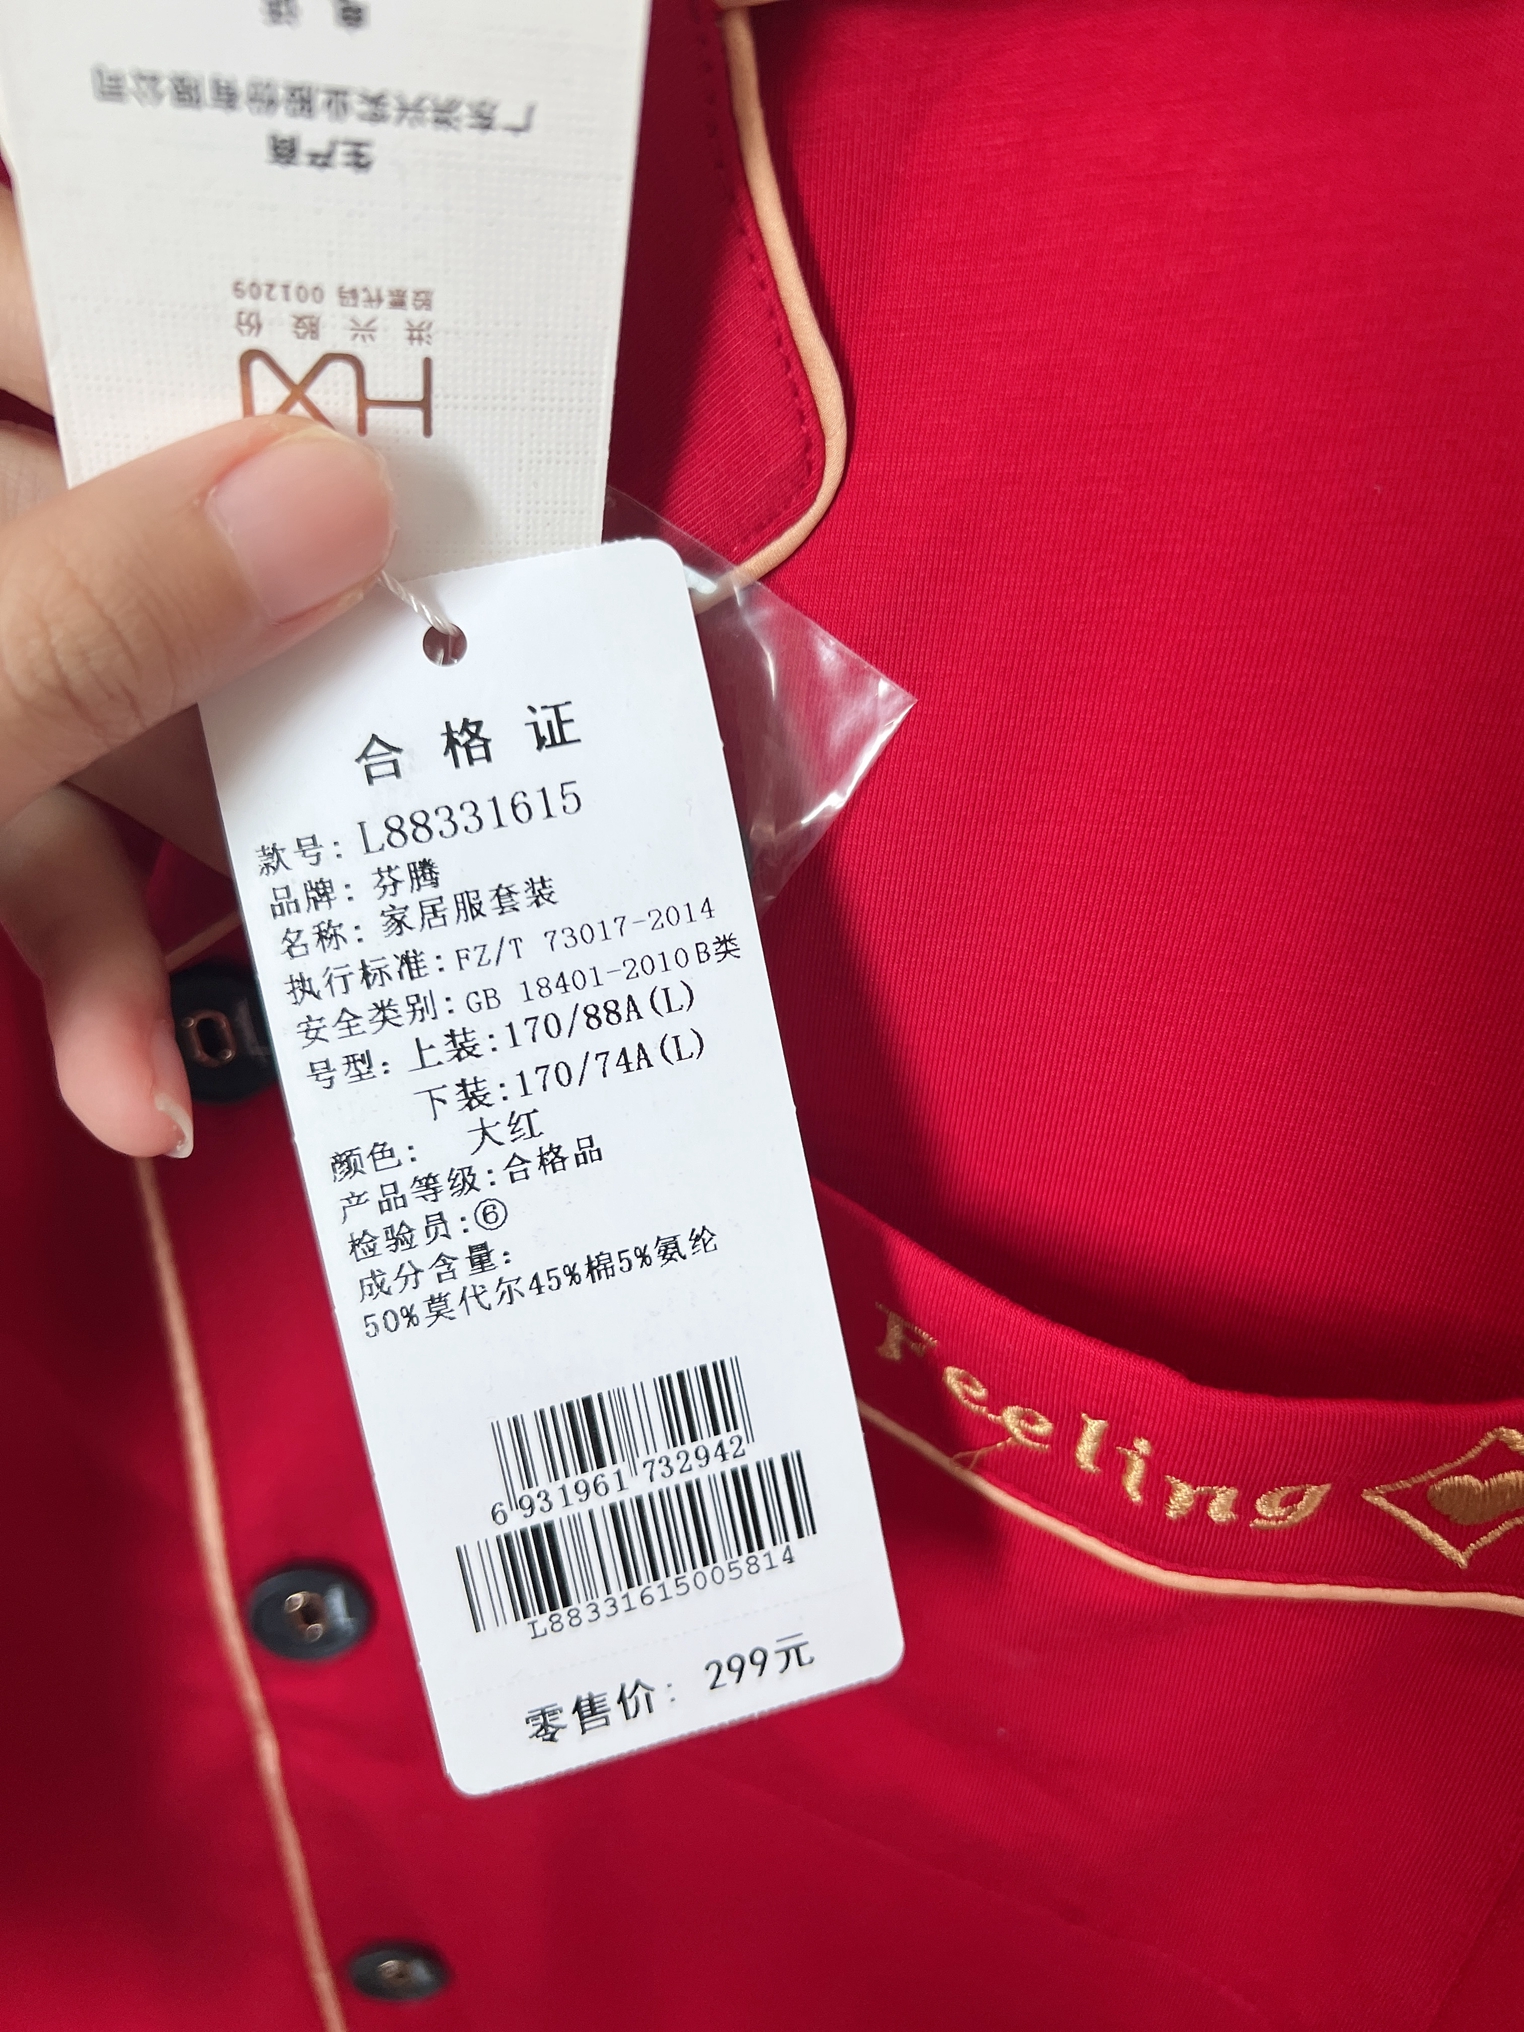 电 话
广东洪兴实业股份有限公司
生产商
股票代码 001209
洪 兴 股 份
HX
合格证
款号: L88331615
品牌: 芬腾
名称: 家居服套装
执行标准: FZ/T 73017-2014
安全类别: GB 18401-2010B类
号型: 上装:170/88A(L)
下装:170/74A(L)
颜色: 大红
产品等级:合格品
检验员:⑥
成分含量:
50%莫代尔45%棉5%氨纶
6 931961 732942
L88331615005814
零售价: 299元
Feeling